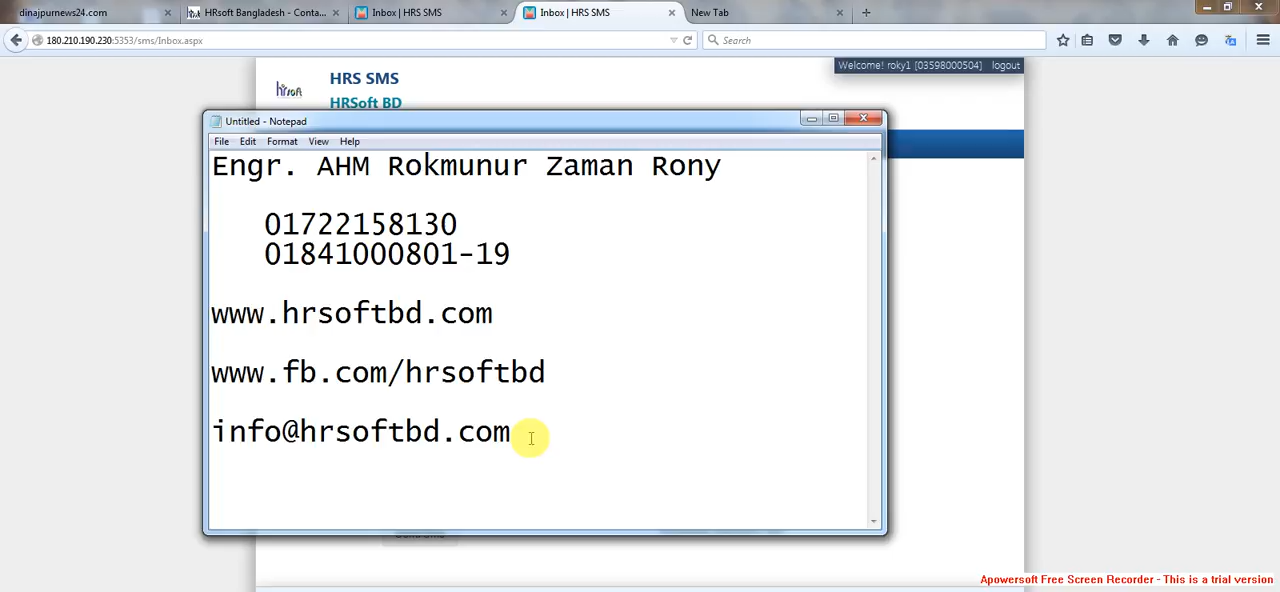 dinajpurnews24.com
HRsoft Bangladesh - Conta...
Inbox | HRS SMS
Inbox | HRS SMS
New Tab
180.210.190.230:5353/sms/Inbox.aspx
Search
Welcome! roky1 [03598000504] logout
hrsoft
HRS SMS
HRSoft BD
Untitled - Notepad
File Edit Format View Help
Engr. AHM Rokmunur Zaman Rony
01722158130
01841000801-19
www.hrsoftbd.com
www.fb.com/hrsoftbd
info@hrsoftbd.com
Apowersoft Free Screen Recorder - This is a trial version